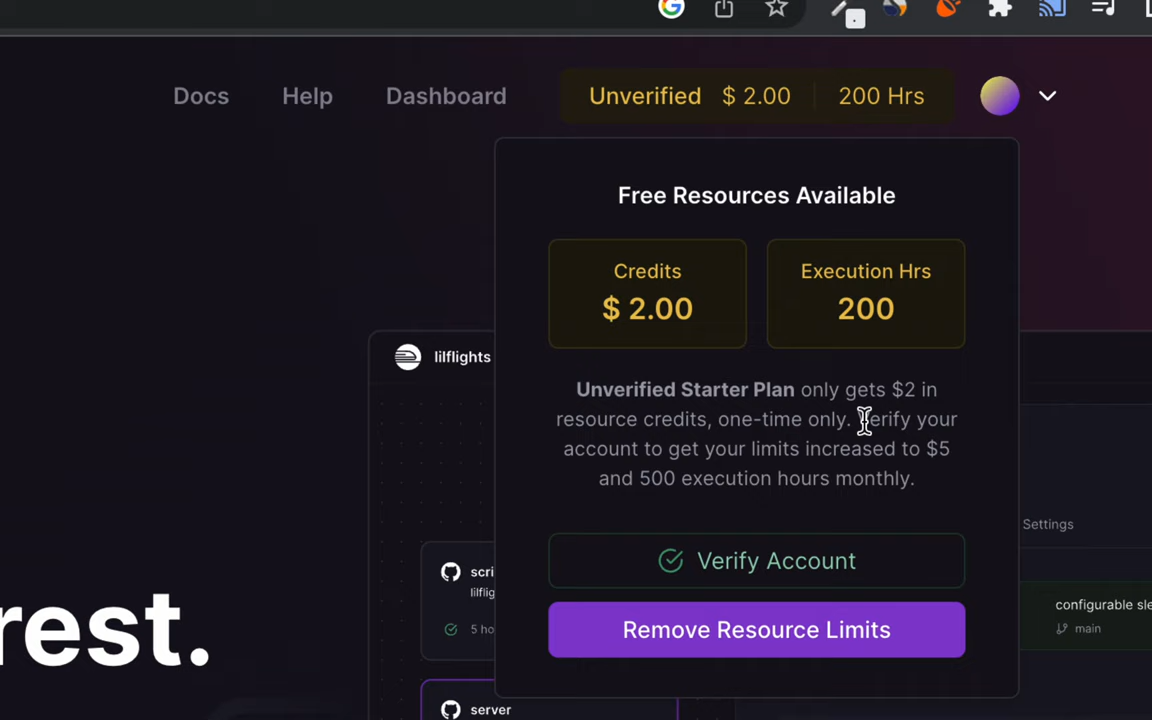 Docs Help Dashboard Unverified $ 2.00 200 Hrs
Free Resources Available
Credits
$ 2.00
Execution Hrs
200
Unverified Starter Plan only gets $2 in
resource credits, one-time only. Verify your
account to get your limits increased to $5
and 500 execution hours monthly.
Verify Account
Remove Resource Limits
lilflights
scri
lilflig
5 ho
server
rest.
Settings
configurable sle
main